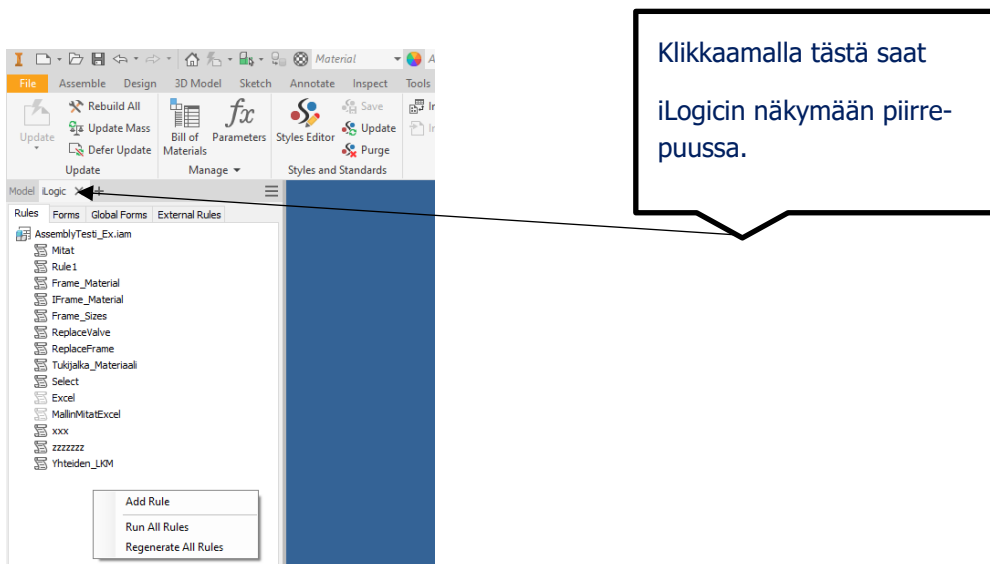 Klikkaamalla tästä saat
iLogicin näkymään piirre-
puussa.
Material
A
File Assemble Design 3D Model Sketch Annotate Inspect Tools
Update
Rebuild All
Update Mass
Defer Update
Update
Bill of
Materials
fx
Parameters
Manage
Styles Editor
Save
Update
Purge
Styles and Standards
Model iLogic X +
Rules Forms Global Forms External Rules
AssemblyTesti_Ex.iam
Mitat
Rule1
Frame_Material
IFrame_Material
Frame_Sizes
ReplaceValve
ReplaceFrame
Tukijalka_Materiaali
Select
Excel
MallinMitatExcel
xxx
zzzzzzz
Yhteiden_LKM
Add Rule
Run All Rules
Regenerate All Rules